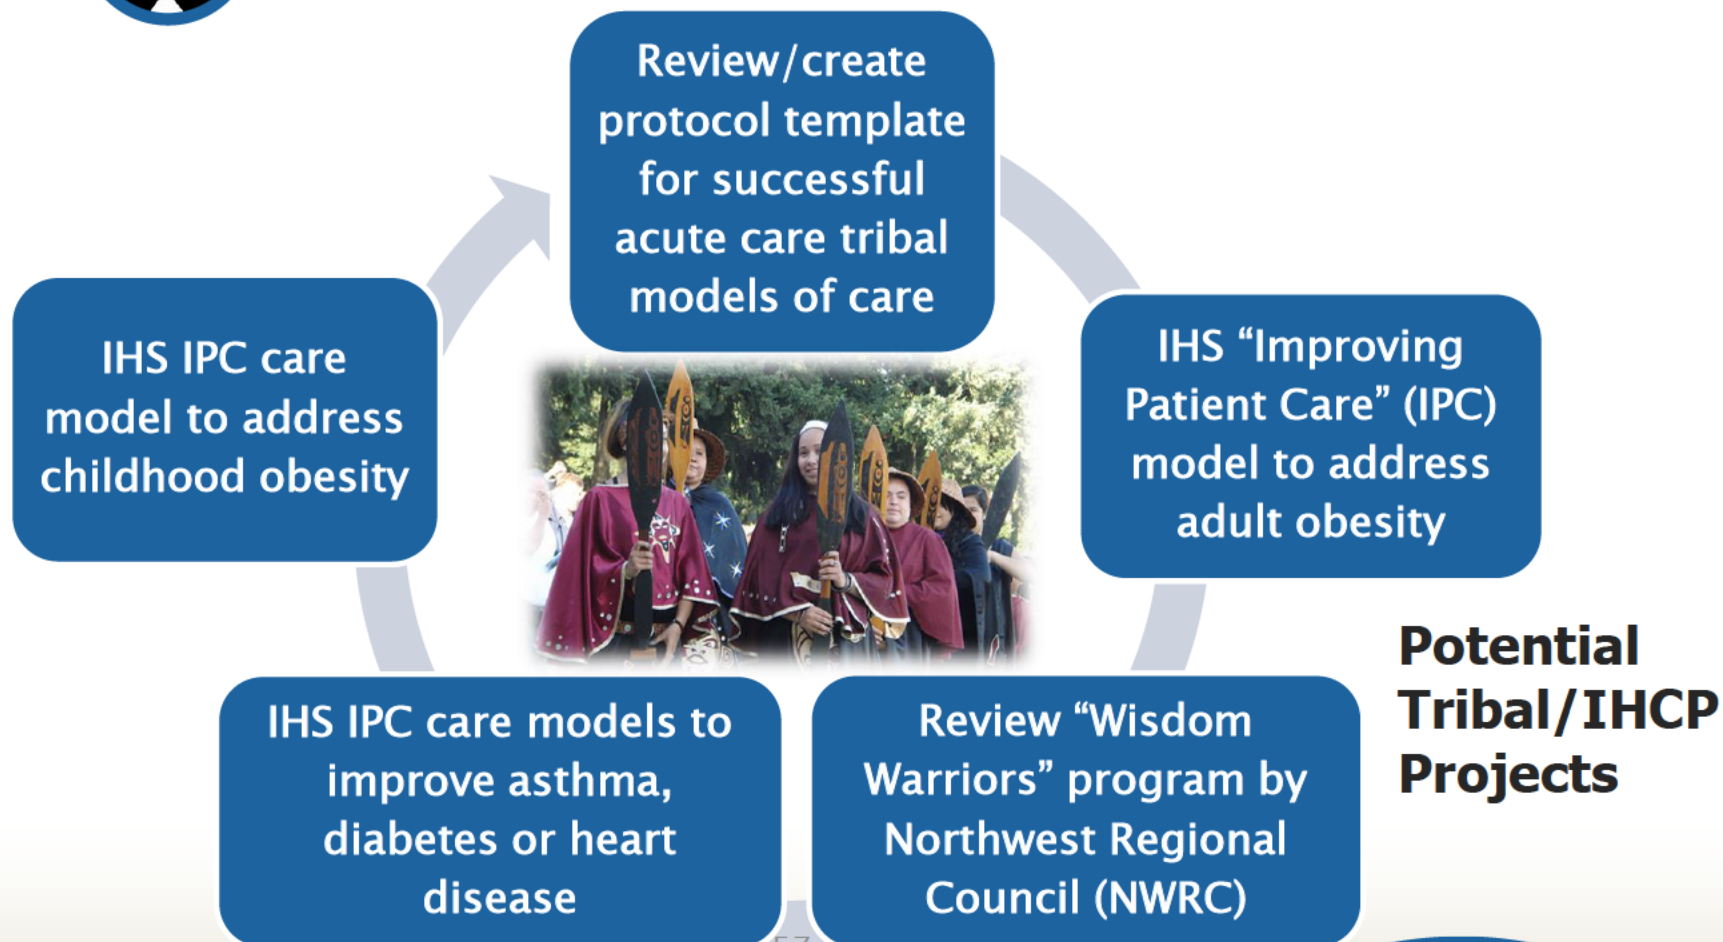 Review/create
protocol template
for successful
acute care tribal
models of care
IHS “Improving
Patient Care” (IPC)
model to address
adult obesity
Review “Wisdom
Warriors” program by
Northwest Regional
Council (NWRC)
IHS IPC care models to
improve asthma,
diabetes or heart
disease
IHS IPC care
model to address
childhood obesity
Potential
Tribal/IHCP
Projects